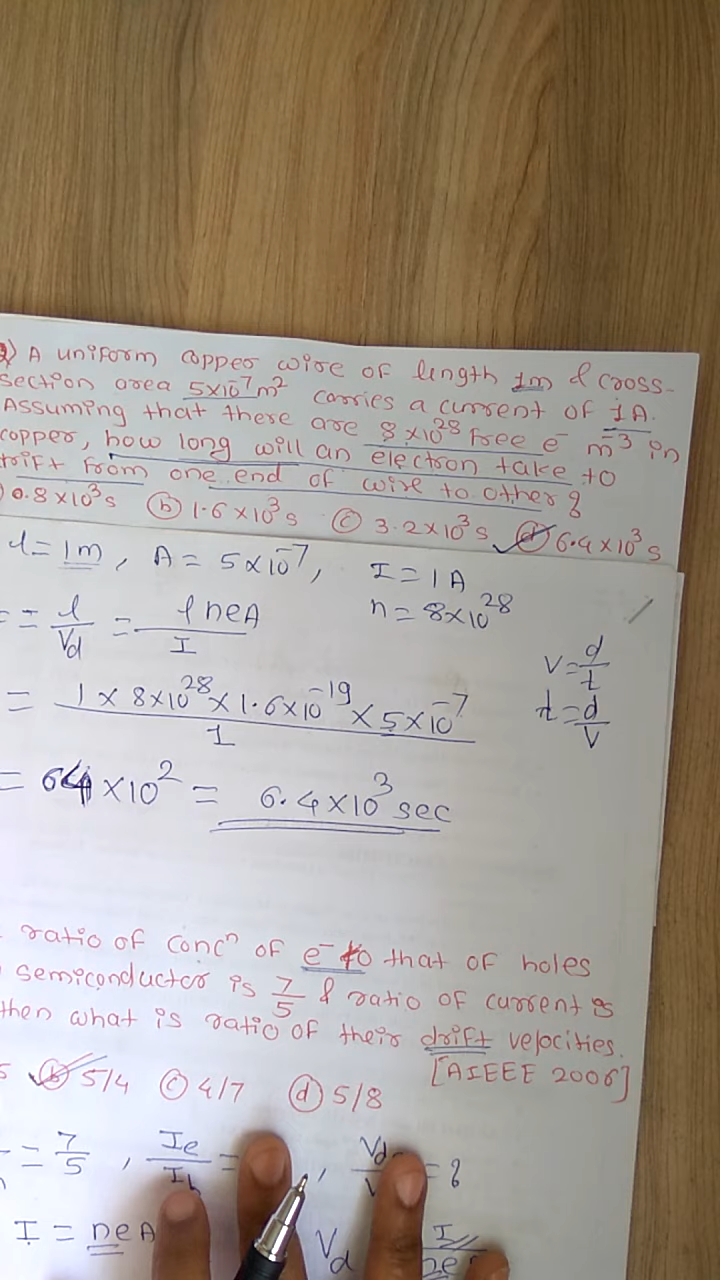 2) A uniform copper wire of length 1m & cross-
section area 5×10⁻⁷m² carries a current of 1A.
Assuming that there are 8×10²⁸ free e⁻ m⁻³ in
copper, how long will an electron take to
drift from one end of wire to other?
0.8×10³s (b) 1.6×10³s (c) 3.2×10³s (d) 6.4×10³s
l=1m, A = 5×10⁻⁷, I=1A
n=8×10²⁸
= l/Vd = lneA/I
v=d/t
t=d/v
= 1×8×10²⁸×1.6×10⁻¹⁹×5×10⁻⁷/1
= 64×10² = 6.4×10³ sec
ratio of concⁿ of e⁻ to that of holes
semiconductor is 7/5 & ratio of current is
then what is ratio of their drift velocities.
[AIEEE 2006]
(b) 5/4 (c) 4/7 (d) 5/8
= 7/5, Ie/Ih = , Vd = ?
I = neA Vd I